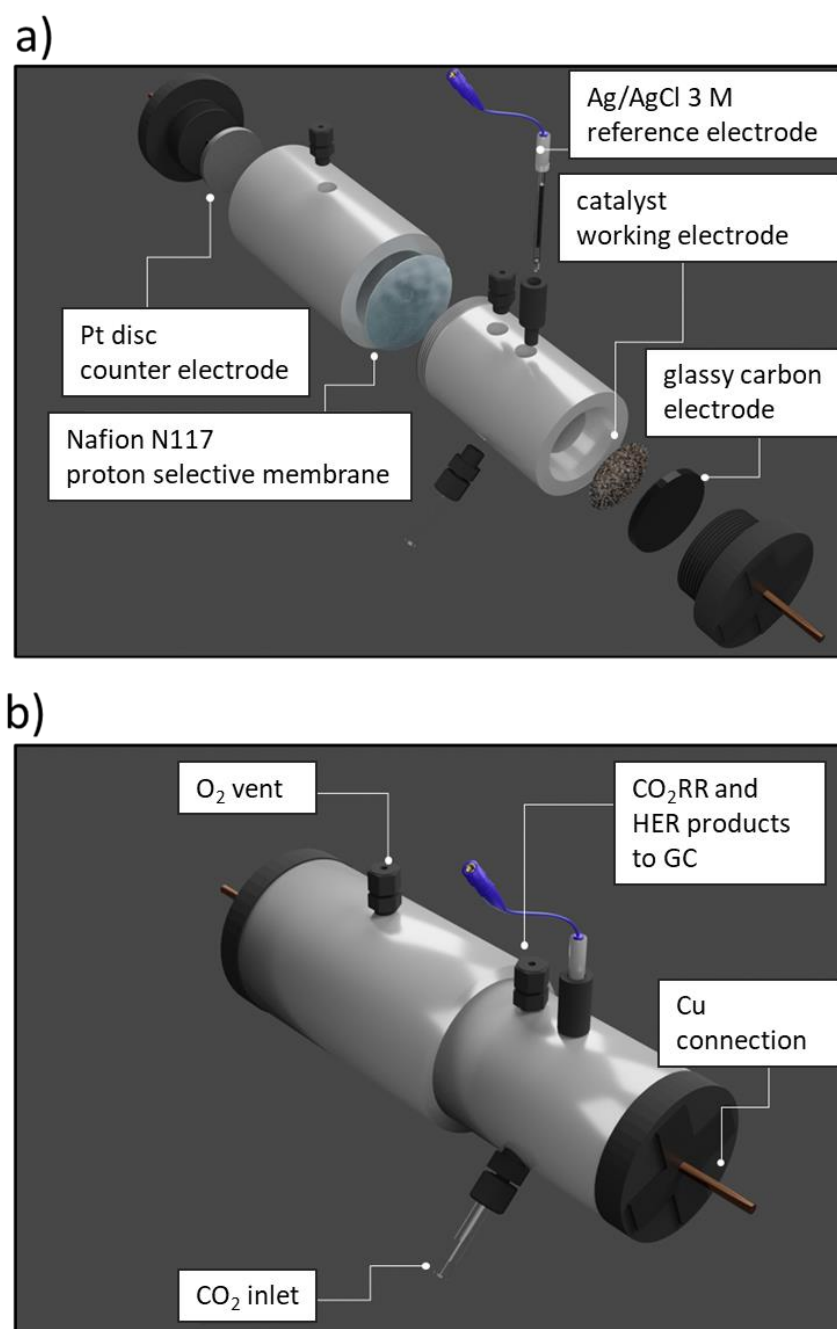 a)
Ag/AgCl 3 M
reference electrode
catalyst
working electrode
Pt disc
counter electrode
glassy carbon
electrode
Nafion N117
proton selective membrane
b)
O₂ vent
CO₂RR and
HER products
to GC
Cu
connection
CO₂ inlet